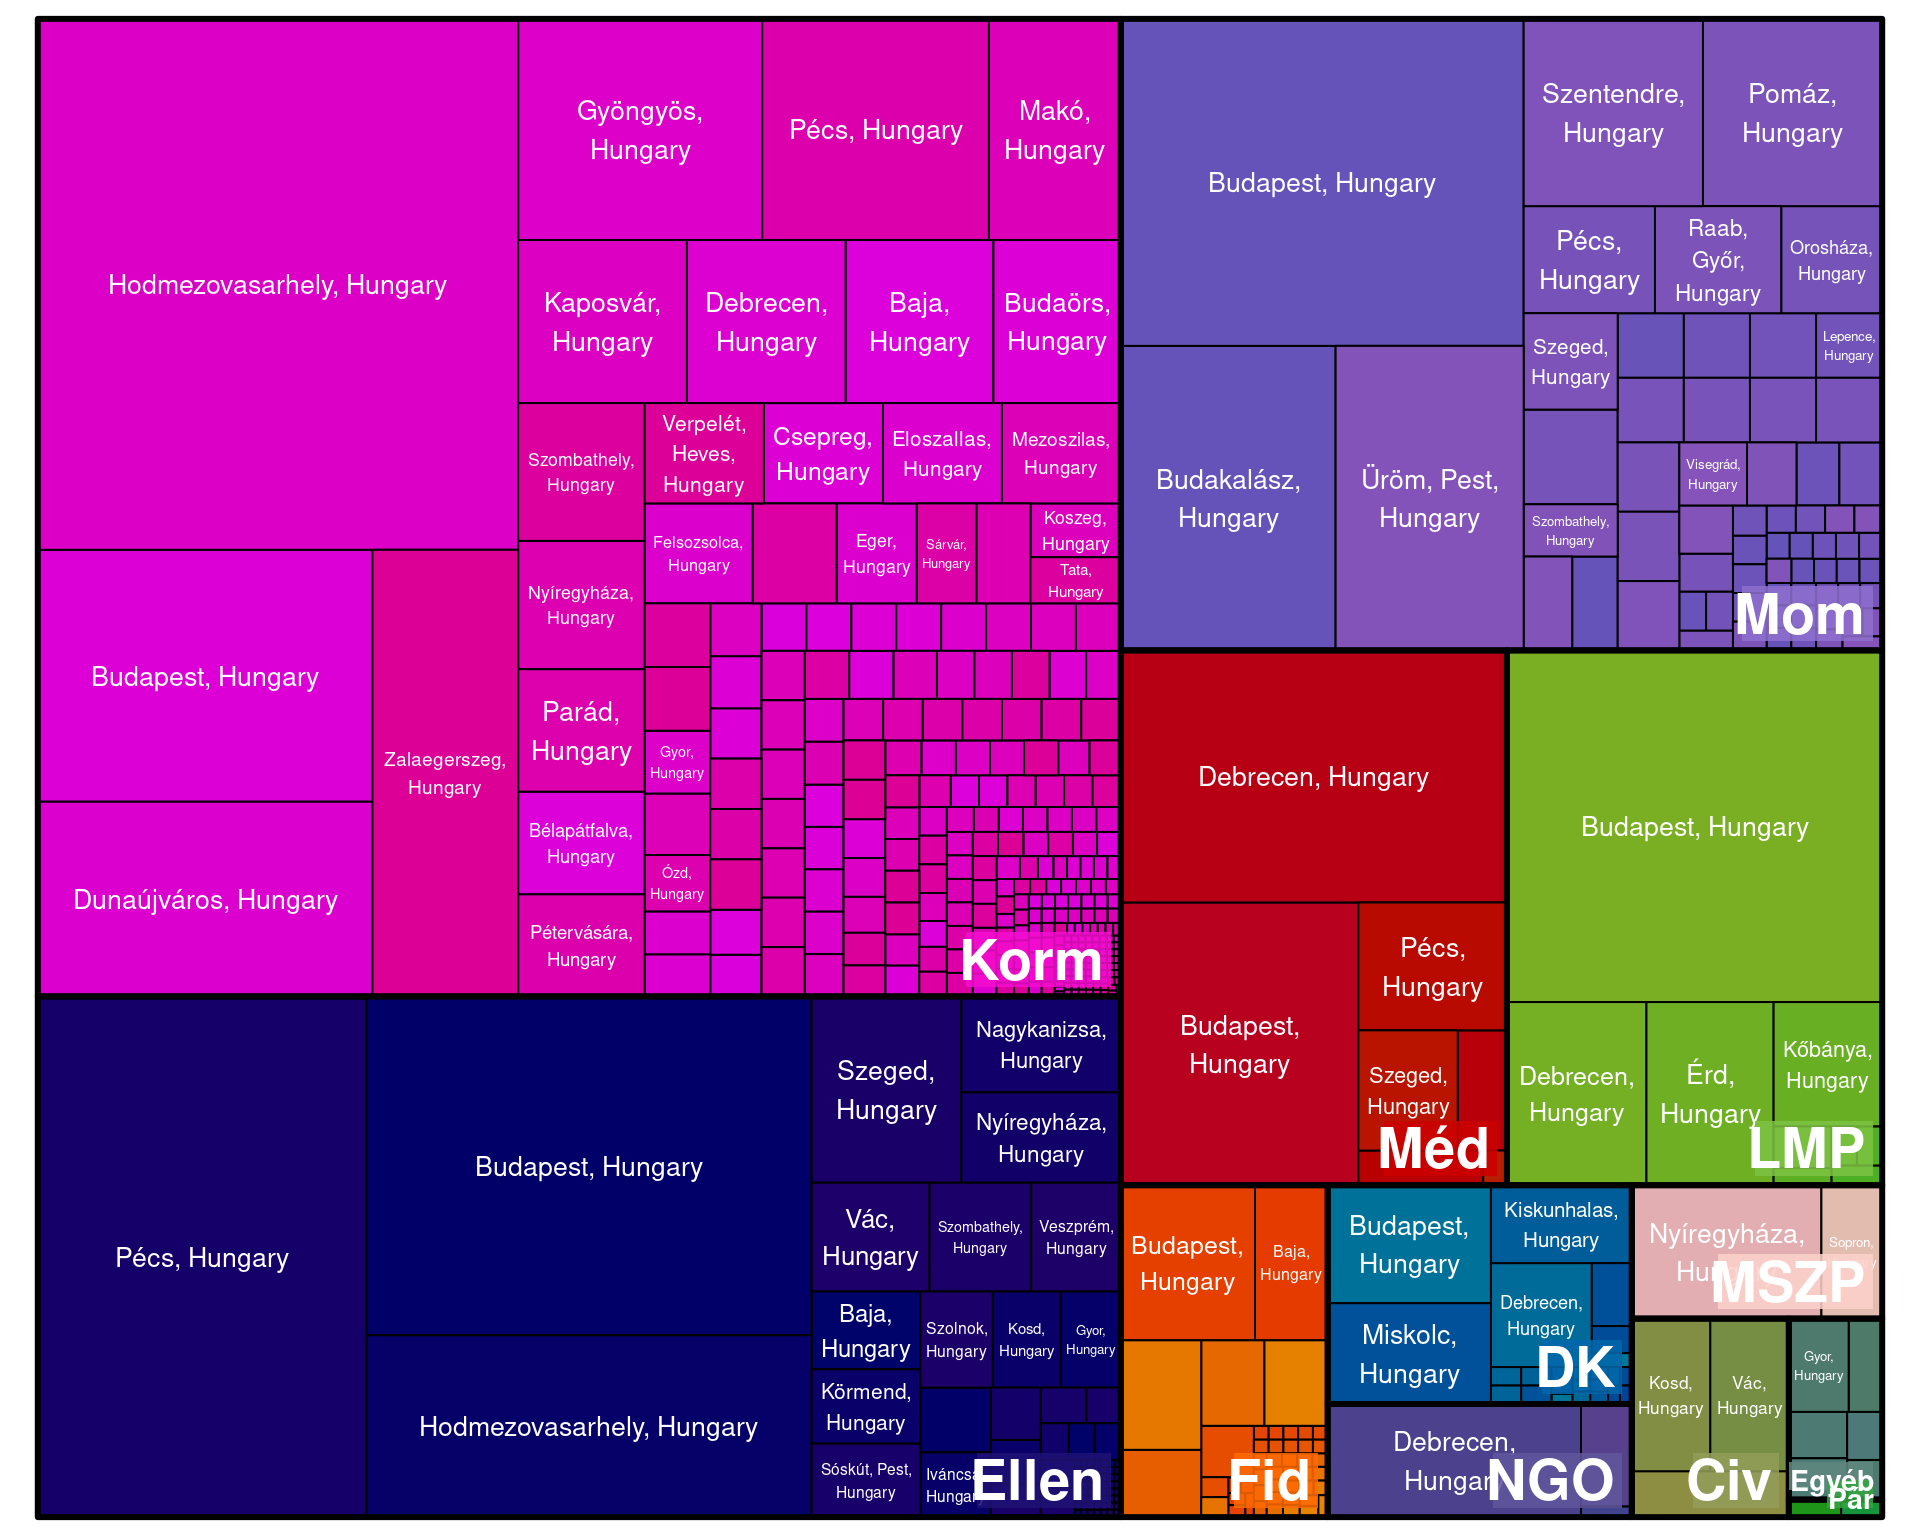 Hodmezovasarhely, Hungary
Gyöngyös,
Hungary
Pécs, Hungary
Makó,
Hungary
Kaposvár,
Hungary
Debrecen,
Hungary
Baja,
Hungary
Budaörs,
Hungary
Szombathely,
Hungary
Verpelét,
Heves,
Hungary
Csepreg,
Hungary
Eloszallas,
Hungary
Mezoszilas,
Hungary
Felsozsolca,
Hungary
Eger,
Hungary
Sárvár,
Hungary
Koszeg,
Hungary
Tata,
Hungary
Budapest, Hungary
Zalaegerszeg,
Hungary
Dunaújváros, Hungary
Nyíregyháza,
Hungary
Parád,
Hungary
Gyor,
Hungary
Bélapátfalva,
Hungary
Ózd,
Hungary
Pétervására,
Hungary
Korm
Budapest, Hungary
Szentendre,
Hungary
Pomáz,
Hungary
Pécs,
Hungary
Raab,
Győr,
Hungary
Orosháza,
Hungary
Szeged,
Hungary
Lepence,
Hungary
Budakalász,
Hungary
Üröm, Pest,
Hungary
Visegrád,
Hungary
Szombathely,
Hungary
Mom
Debrecen, Hungary
Budapest,
Hungary
Pécs,
Hungary
Szeged,
Hungary
Méd
Budapest, Hungary
Debrecen,
Hungary
Érd,
Hungary
Kőbánya,
Hungary
LMP
Pécs, Hungary
Budapest, Hungary
Hodmezovasarhely, Hungary
Szeged,
Hungary
Nagykanizsa,
Hungary
Nyíregyháza,
Hungary
Vác,
Hungary
Szombathely,
Hungary
Veszprém,
Hungary
Baja,
Hungary
Szolnok,
Hungary
Kosd,
Hungary
Gyor,
Hungary
Körmend,
Hungary
Sóskút, Pest,
Hungary
Iváncsa
Hungary
Ellen
Budapest,
Hungary
Baja,
Hungary
Fid
Budapest,
Hungary
Kiskunhalas,
Hungary
Debrecen,
Hungary
Miskolc,
Hungary
DK
Debrecen,
Hungary
NGO
Nyíregyháza,
Sopron,
MSZP
Kosd,
Hungary
Vác,
Hungary
Civ
Gyor,
Hungary
Egyéb
Pár